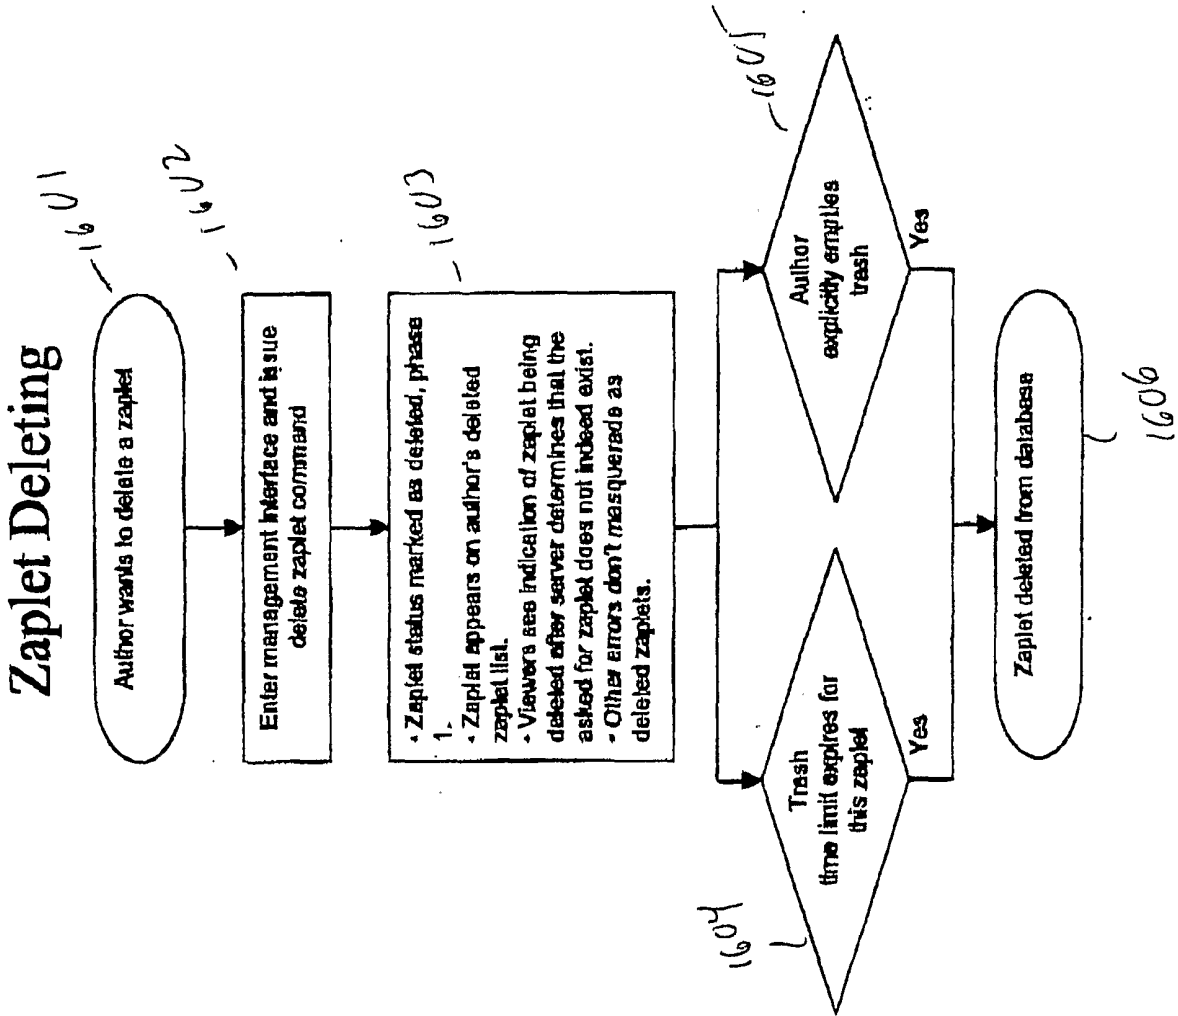 Zaplet Deleting
1601
Author wants to delete a zaplet
1602
Enter management interface and issue
delete zaplet command
1603
• Zaplet status marked as deleted, phase
1.
• Zaplet appears on author's deleted
zaplet list.
• Viewers see indication of zaplet being
deleted after server determines that the
asked for zaplet does not indeed exist.
• Other errors don't masquerade as
deleted zaplets.
1604
Trash
time limit expires for
this zaplet
Yes
1605
Author
explicitly empties
trash
Yes
Zaplet deleted from database
1606